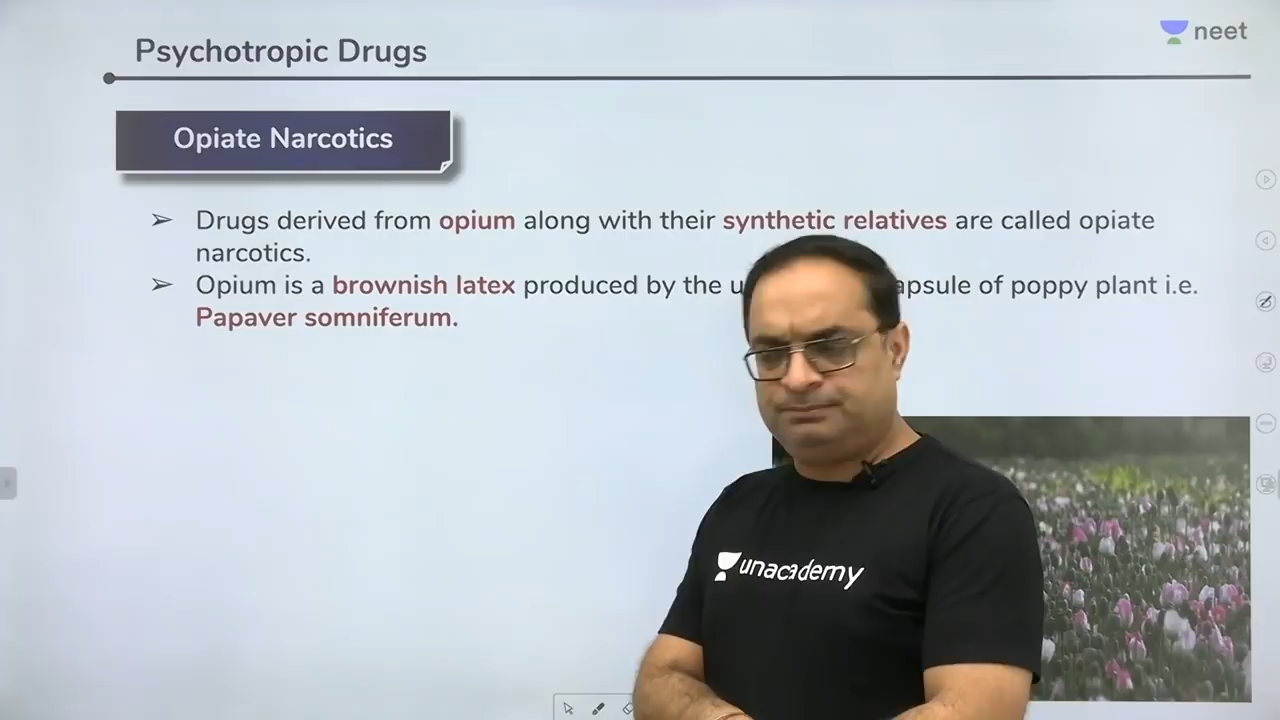 neet
Psychotropic Drugs
Opiate Narcotics
➢ Drugs derived from opium along with their synthetic relatives are called opiate
narcotics.
➢ Opium is a brownish latex produced by the u apsule of poppy plant i.e.
Papaver somniferum.
unacademy